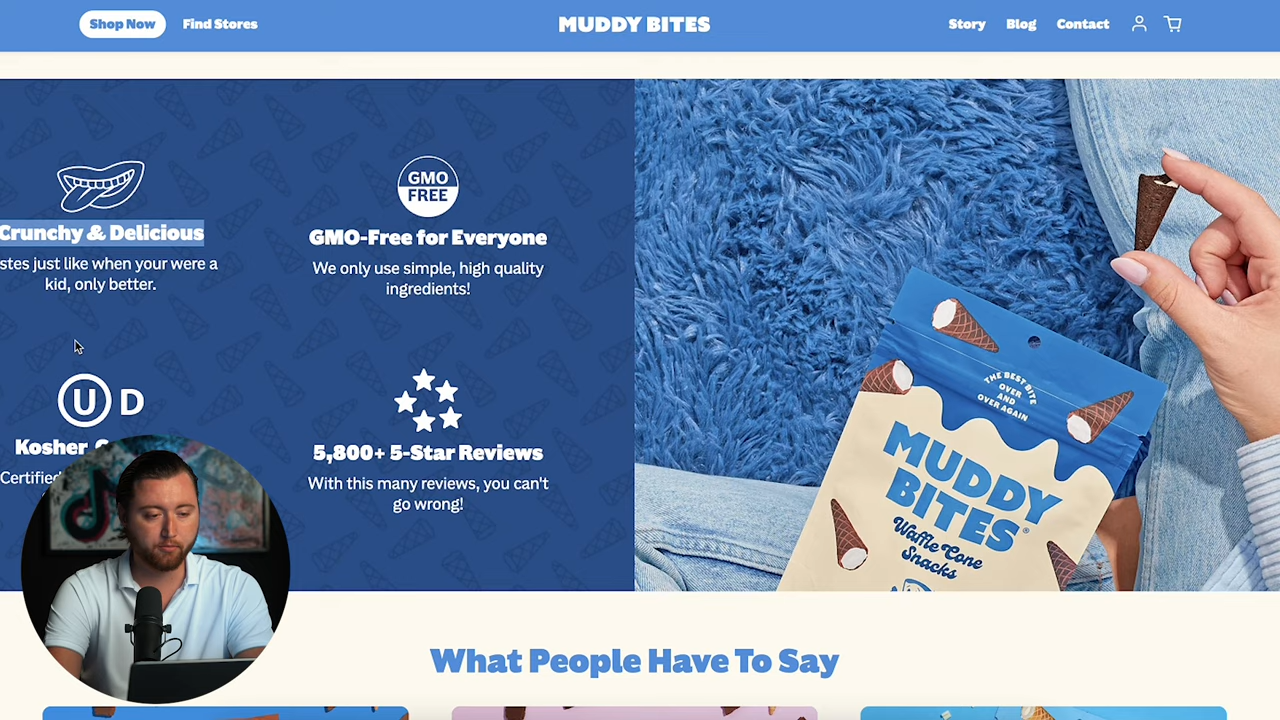 Shop Now
Find Stores
MUDDY BITES
Story
Blog
Contact
Crunchy & Delicious
stes just like when your were a
kid, only better.
GMO
FREE
GMO-Free for Everyone
We only use simple, high quality
ingredients!
U D
Kosher
Certified
5,800+ 5-Star Reviews
With this many reviews, you can't
go wrong!
THE BEST BITE
OVER
AND
OVER AGAIN
MUDDY
BITES®
Waffle Cone
Snacks
What People Have To Say